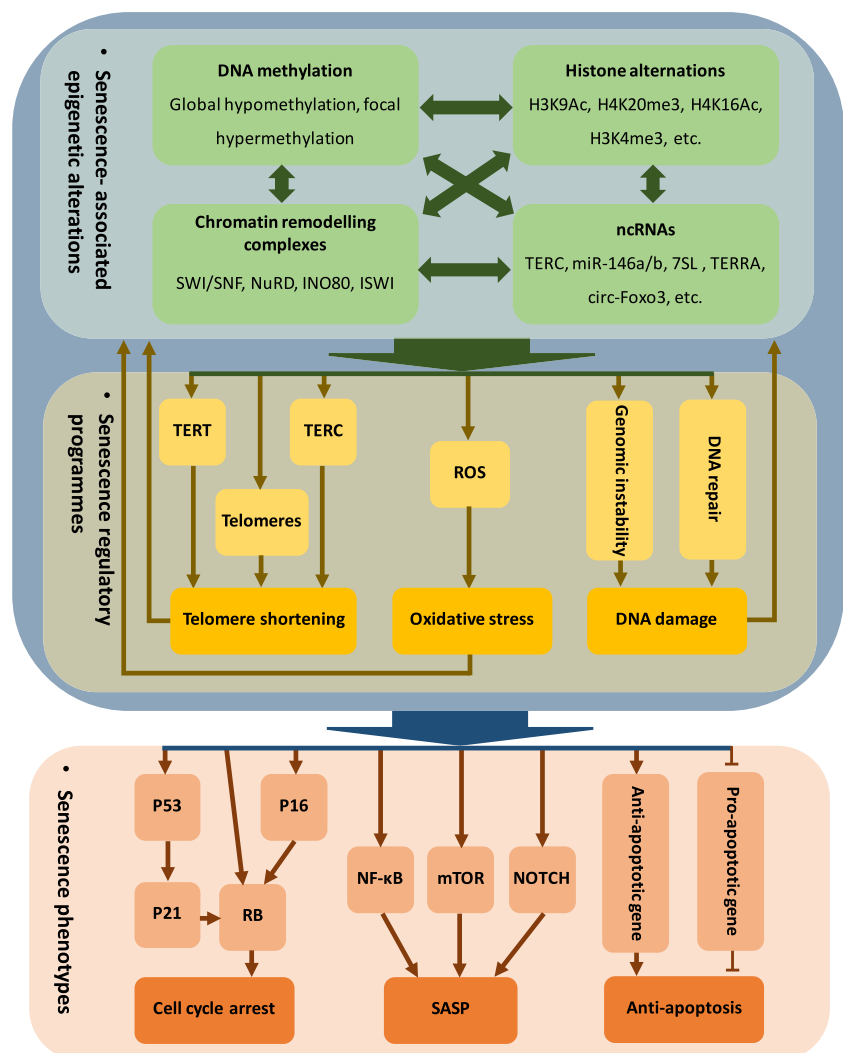 • Senescence- associated
epigenetic alterations
DNA methylation
Global hypomethylation, focal
hypermethylation
Histone alternations
H3K9Ac, H4K20me3, H4K16Ac,
H3K4me3, etc.
Chromatin remodelling
complexes
SWI/SNF, NuRD, INO80, ISWI
ncRNAs
TERC, miR-146a/b, 7SL , TERRA,
circ-Foxo3, etc.
• Senescence regulatory
programmes
TERT
TERC
Telomeres
ROS
Genomic instability
DNA repair
Telomere shortening
Oxidative stress
DNA damage
• Senescence phenotypes
P53
P16
P21
RB
NF-κB
mTOR
NOTCH
Anti-apoptotic gene
Pro-apoptotic gene
Cell cycle arrest
SASP
Anti-apoptosis